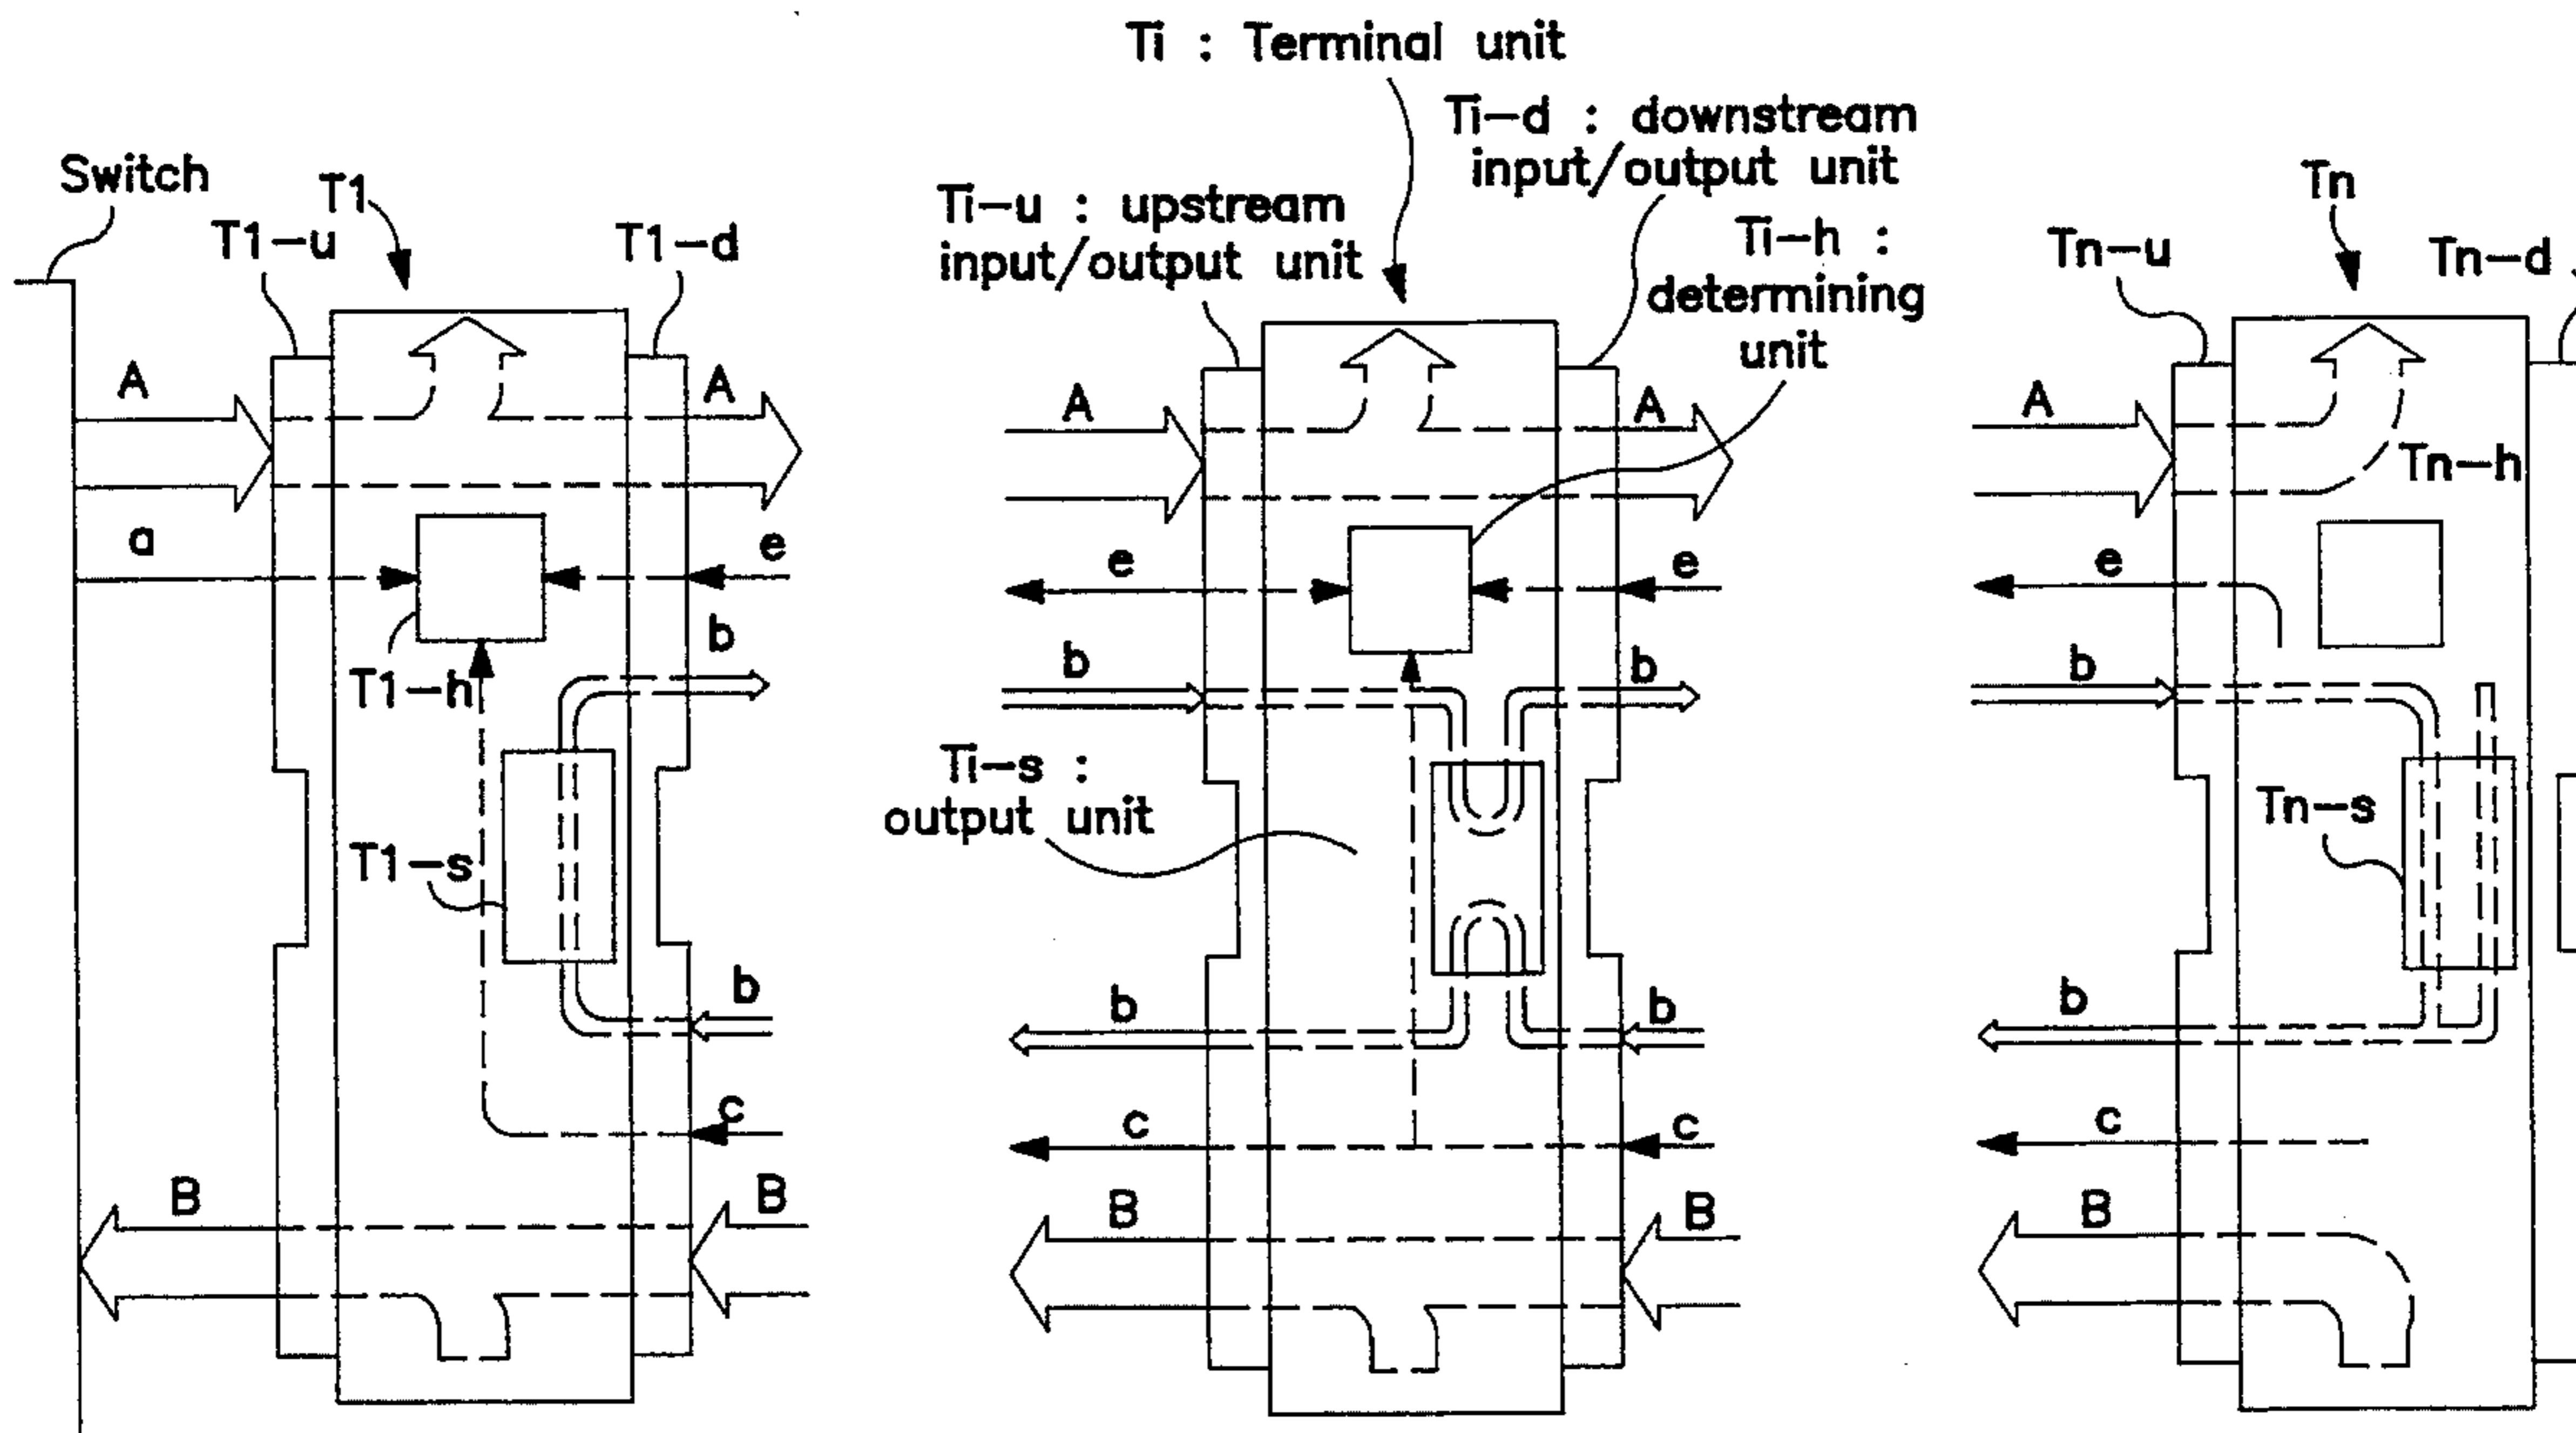 Ti : Terminal unit
Ti-d : downstream
input/output unit
Switch
T1
T1-u
T1-d
Ti-u : upstream
input/output unit
Ti-h :
determining
unit
Tn
Tn-u
Tn-d
A
A
A
A
A
Tn-h
a
e
e
e
e
b
T1-h
b
b
b
Ti-s :
output unit
T1-s
Tn-s
b
b
b
b
c
c
c
c
B
B
B
B
B